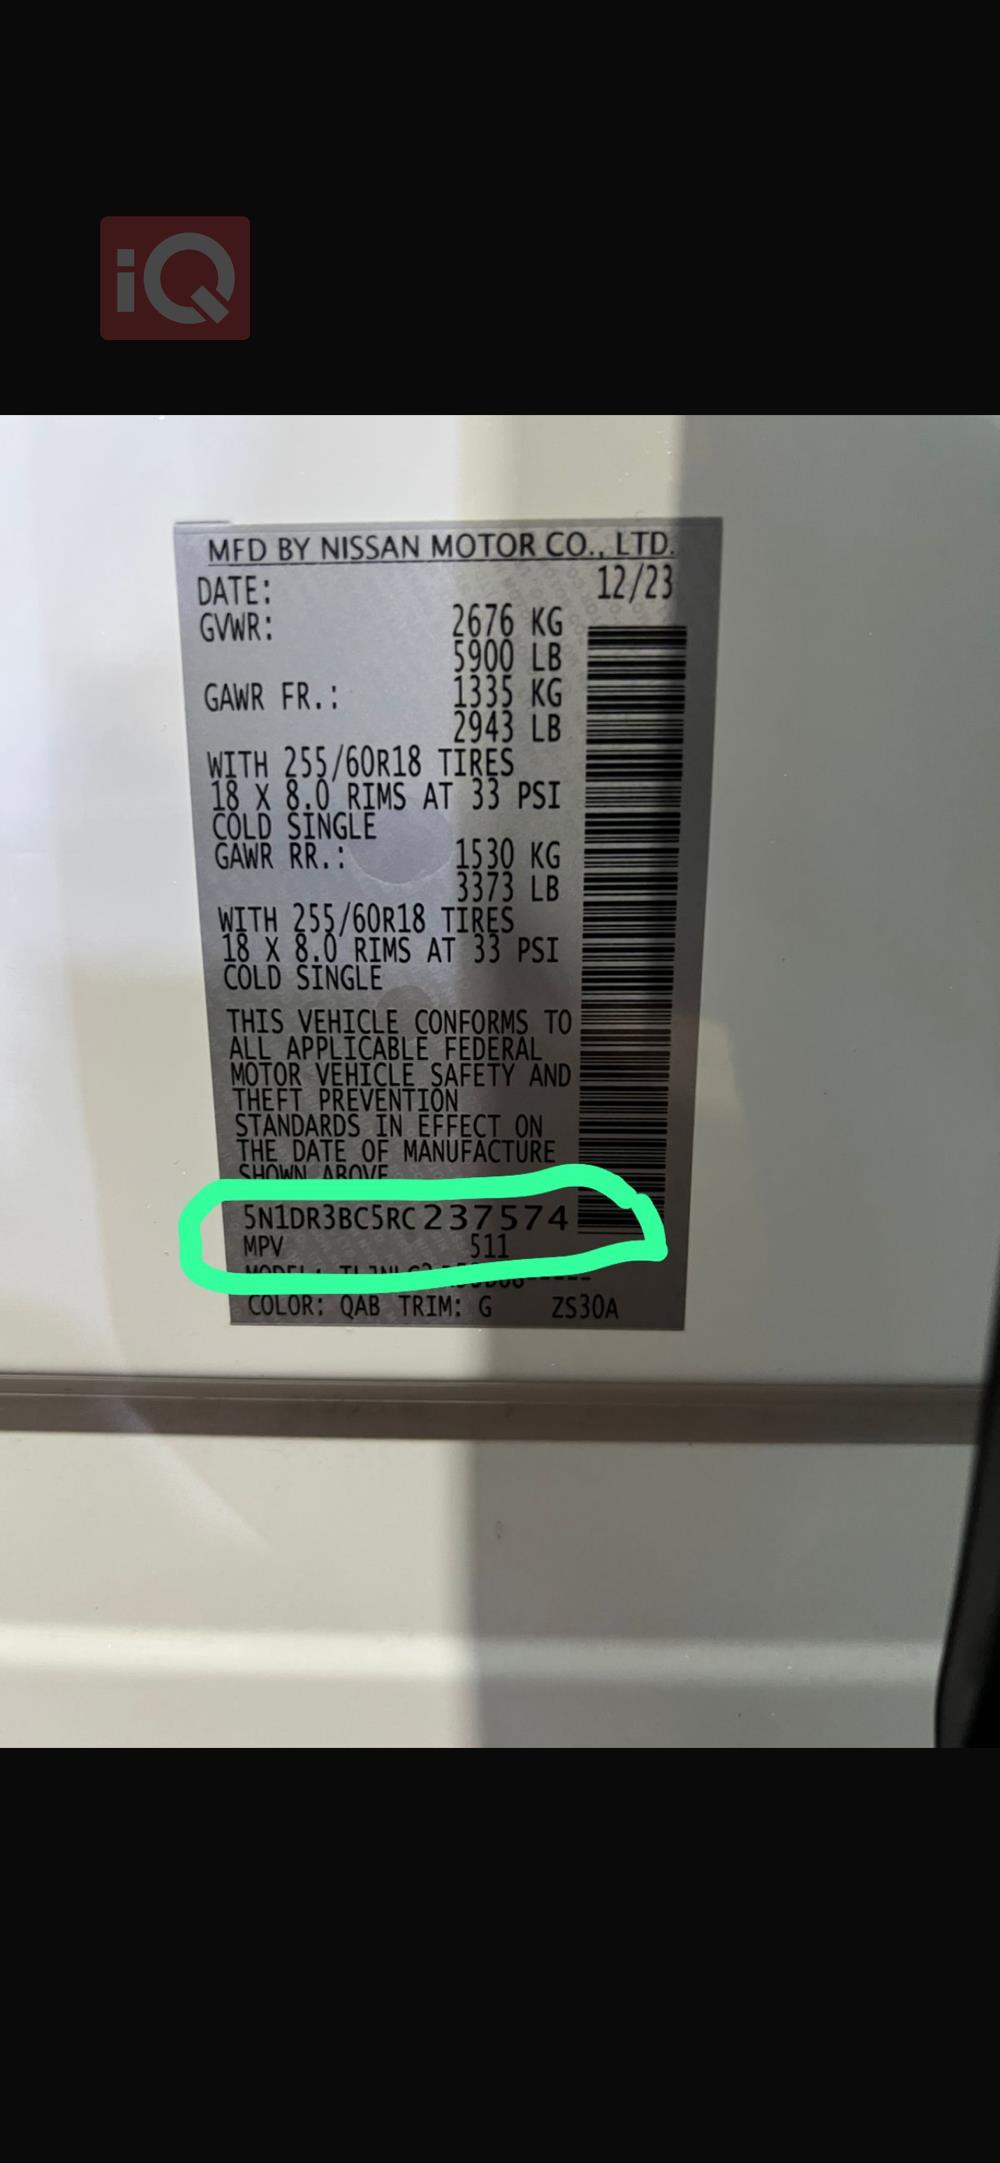 iQ
MFD BY NISSAN MOTOR CO., LTD.
DATE: 12/23
GVWR: 2676 KG
5900 LB
GAWR FR.: 1335 KG
2943 LB
WITH 255/60R18 TIRES
18 X 8.0 RIMS AT 33 PSI
COLD SINGLE
GAWR RR.: 1530 KG
3373 LB
WITH 255/60R18 TIRES
18 X 8.0 RIMS AT 33 PSI
COLD SINGLE
THIS VEHICLE CONFORMS TO
ALL APPLICABLE FEDERAL
MOTOR VEHICLE SAFETY AND
THEFT PREVENTION
STANDARDS IN EFFECT ON
THE DATE OF MANUFACTURE
SHOWN ABOVE
5N1DR3BC5RC237574
MPV 511
MODEL:
COLOR: QAB TRIM: G ZS30A